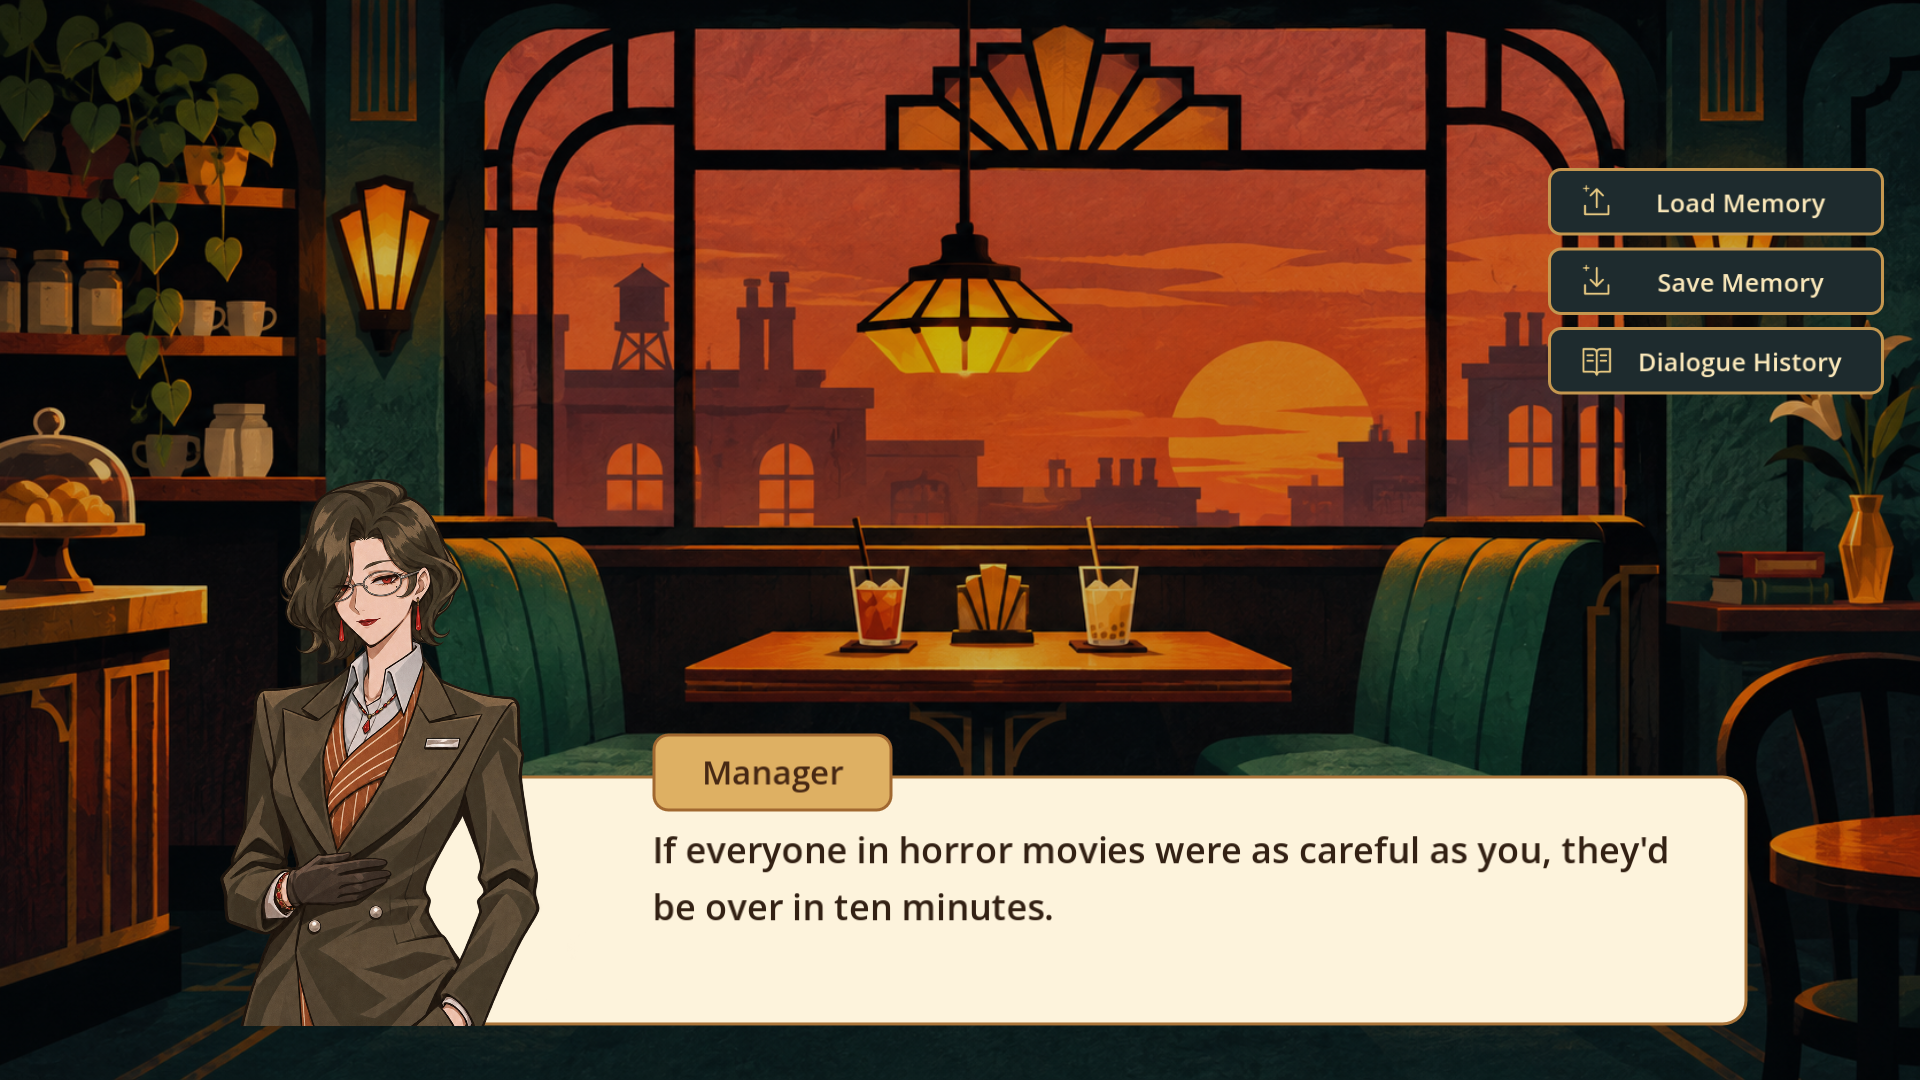 Load Memory
Save Memory
Dialogue History
Manager
If everyone in horror movies were as careful as you, they'd
be over in ten minutes.